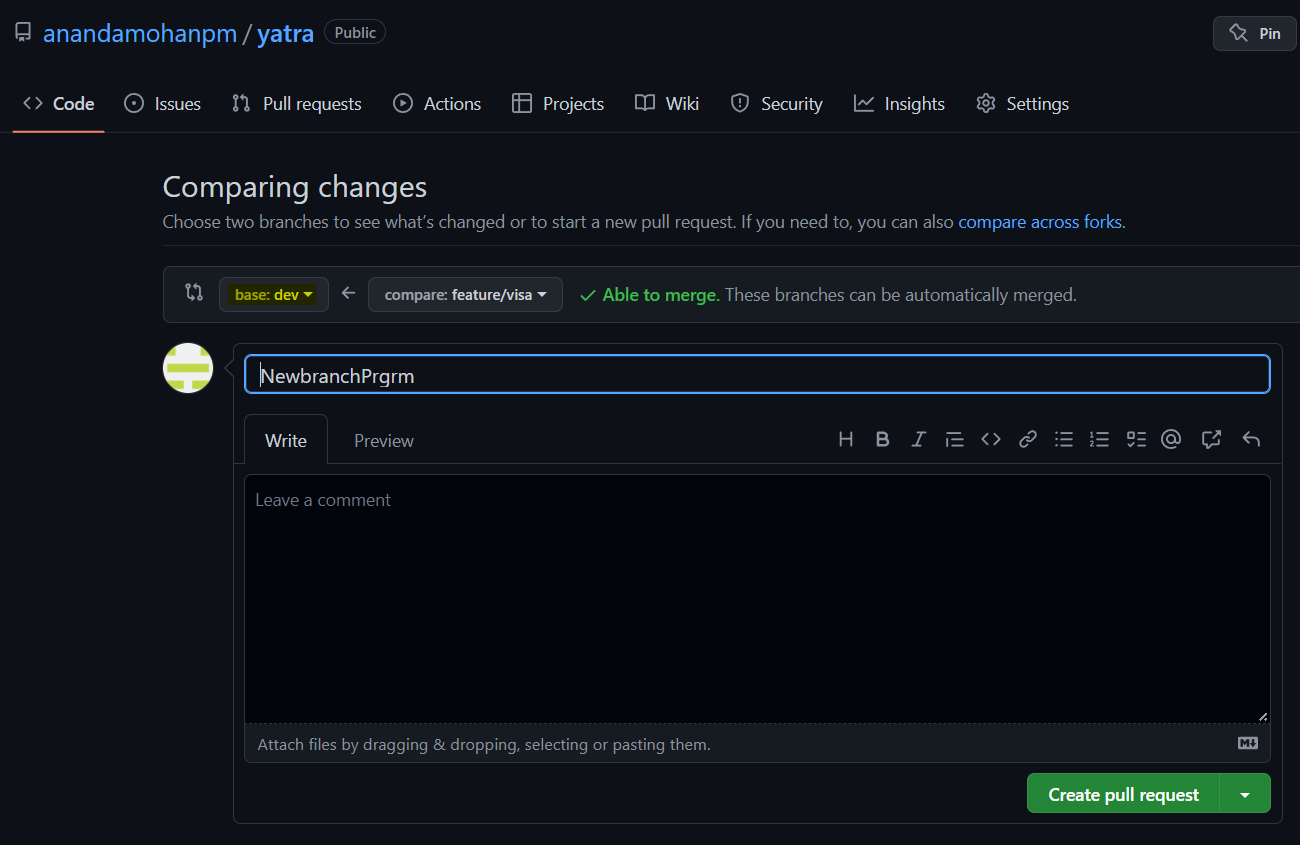 anandamohanpm / yatra Public Pin
Code Issues Pull requests Actions Projects Wiki Security Insights Settings
Comparing changes
Choose two branches to see what's changed or to start a new pull request. If you need to, you can also compare across forks.
base: dev compare: feature/visa Able to merge. These branches can be automatically merged.
NewbranchPrgrm
Write Preview
Leave a comment
Attach files by dragging & dropping, selecting or pasting them.
Create pull request